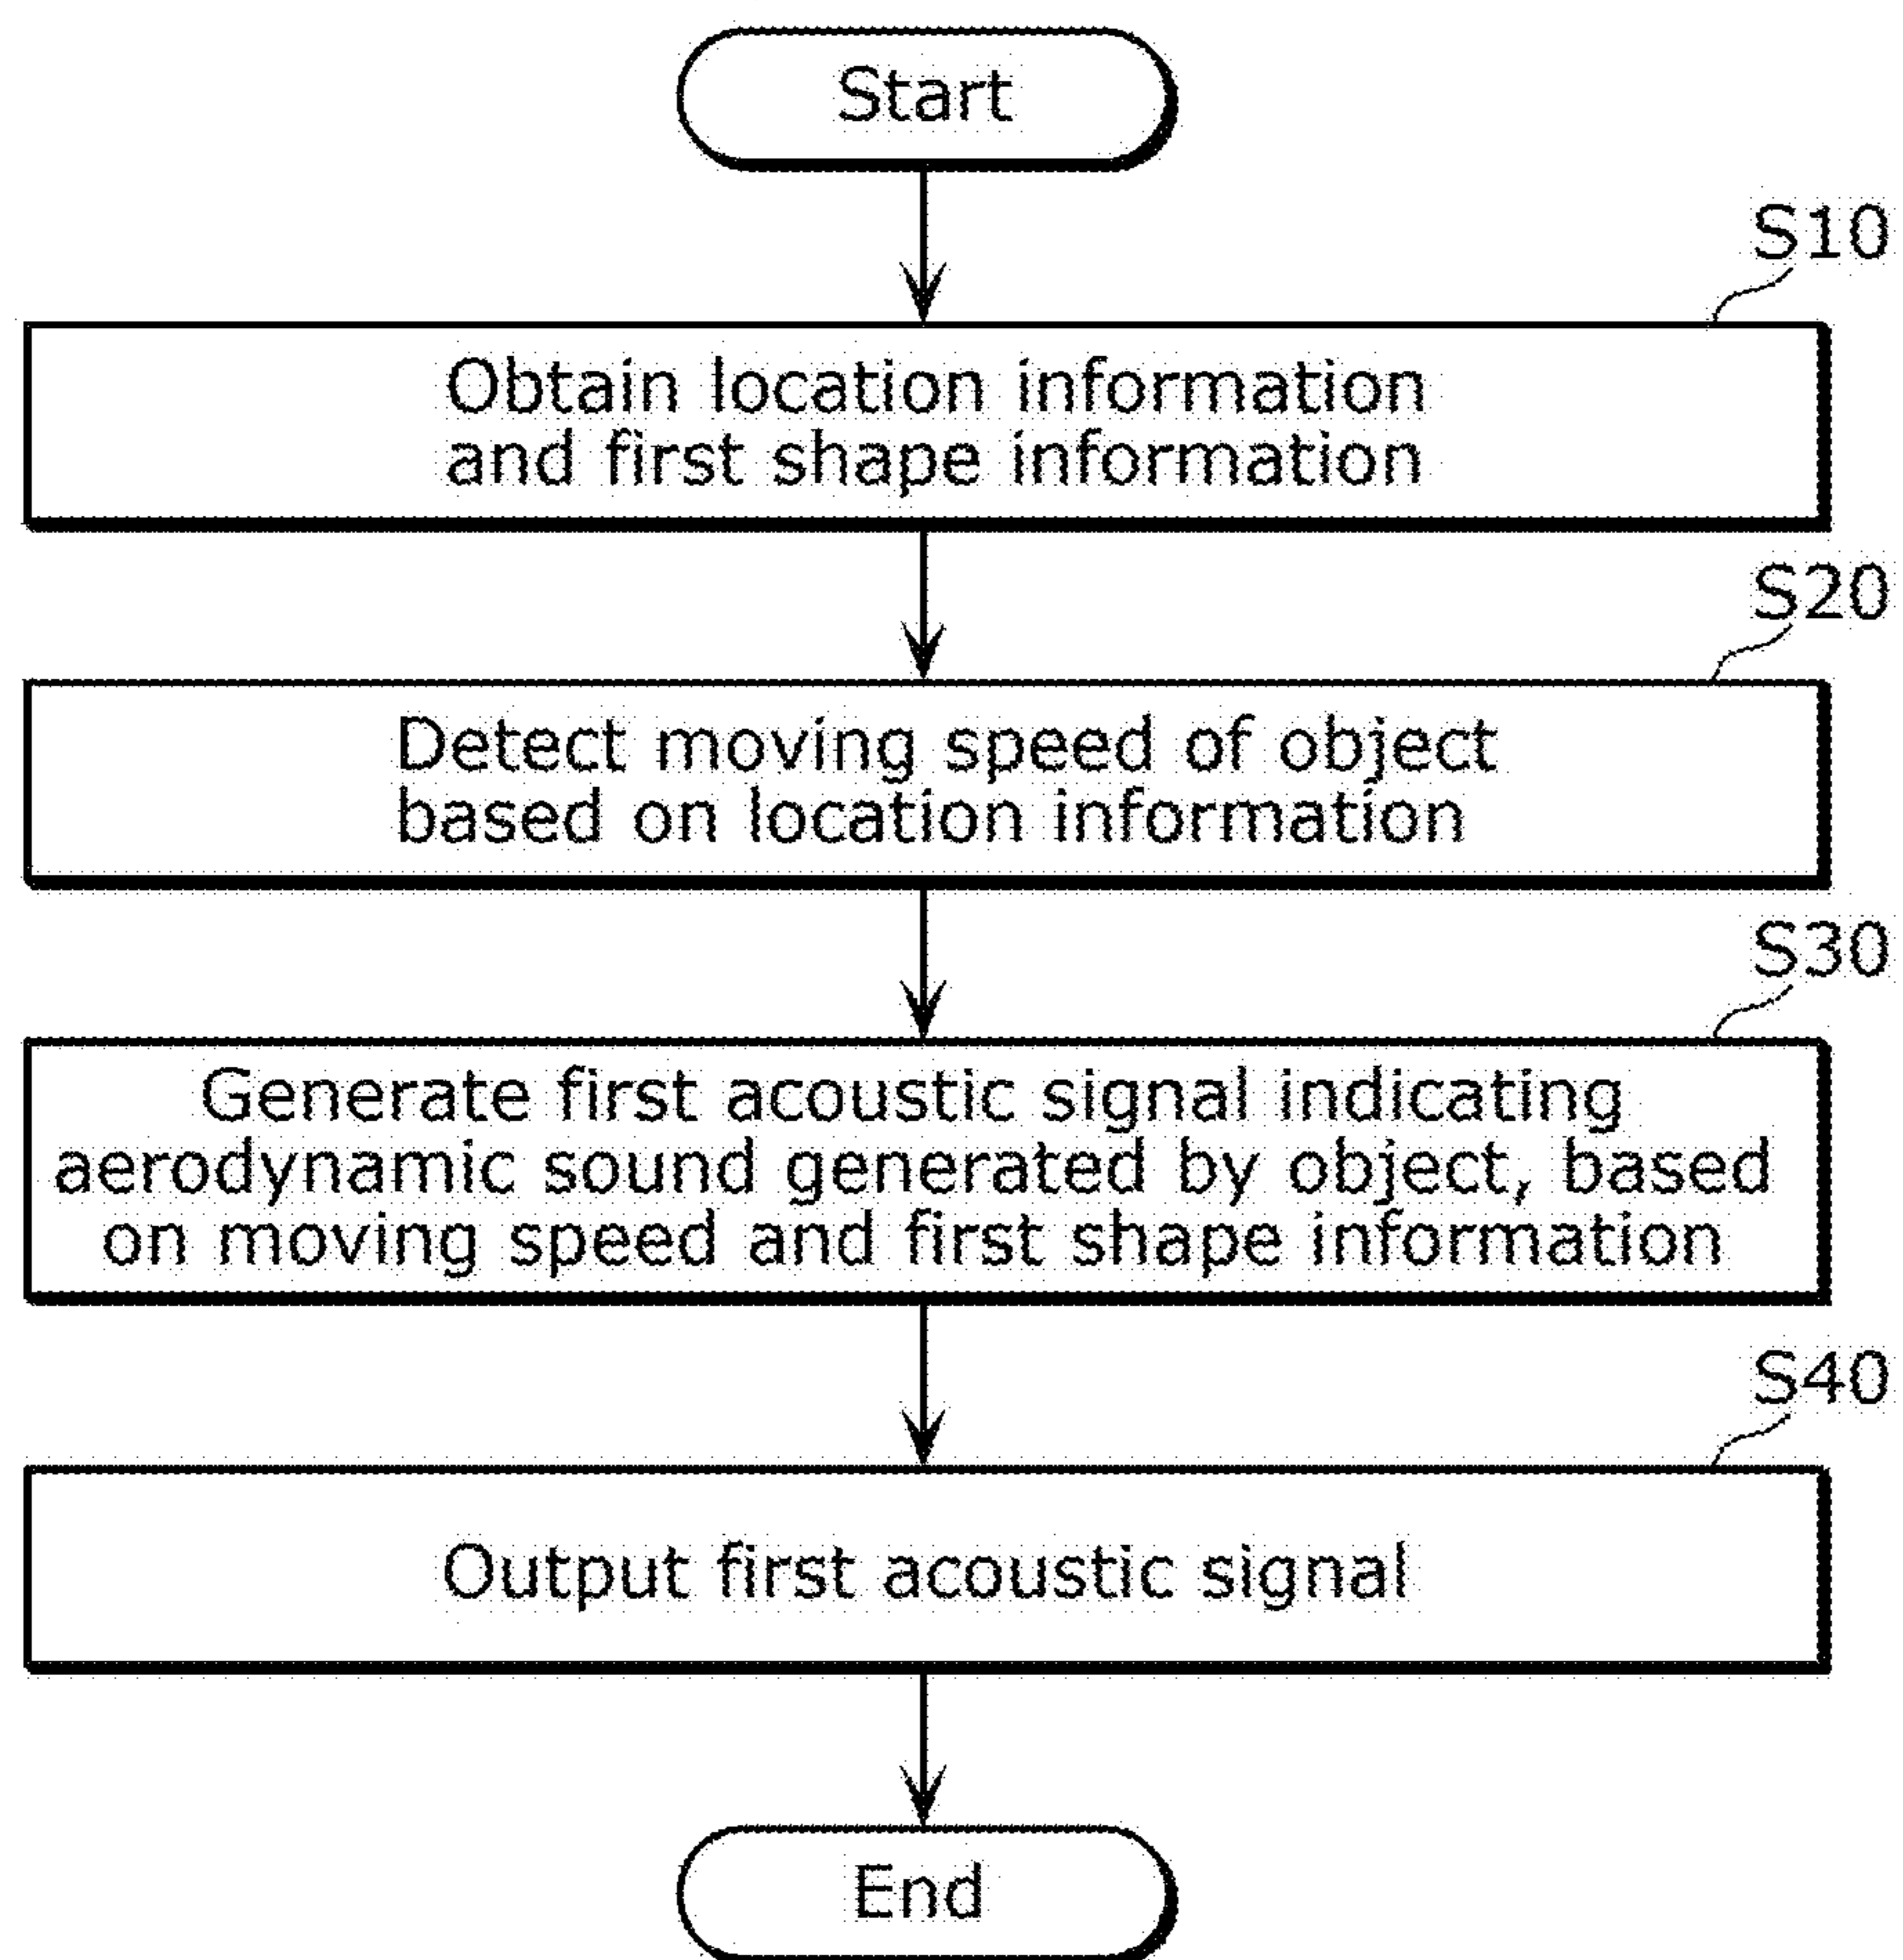 Start
S10
Obtain location information
and first shape information
S20
Detect moving speed of object
based on location information
S30
Generate first acoustic signal indicating
aerodynamic sound generated by object, based
on moving speed and first shape information
S40
Output first acoustic signal
End